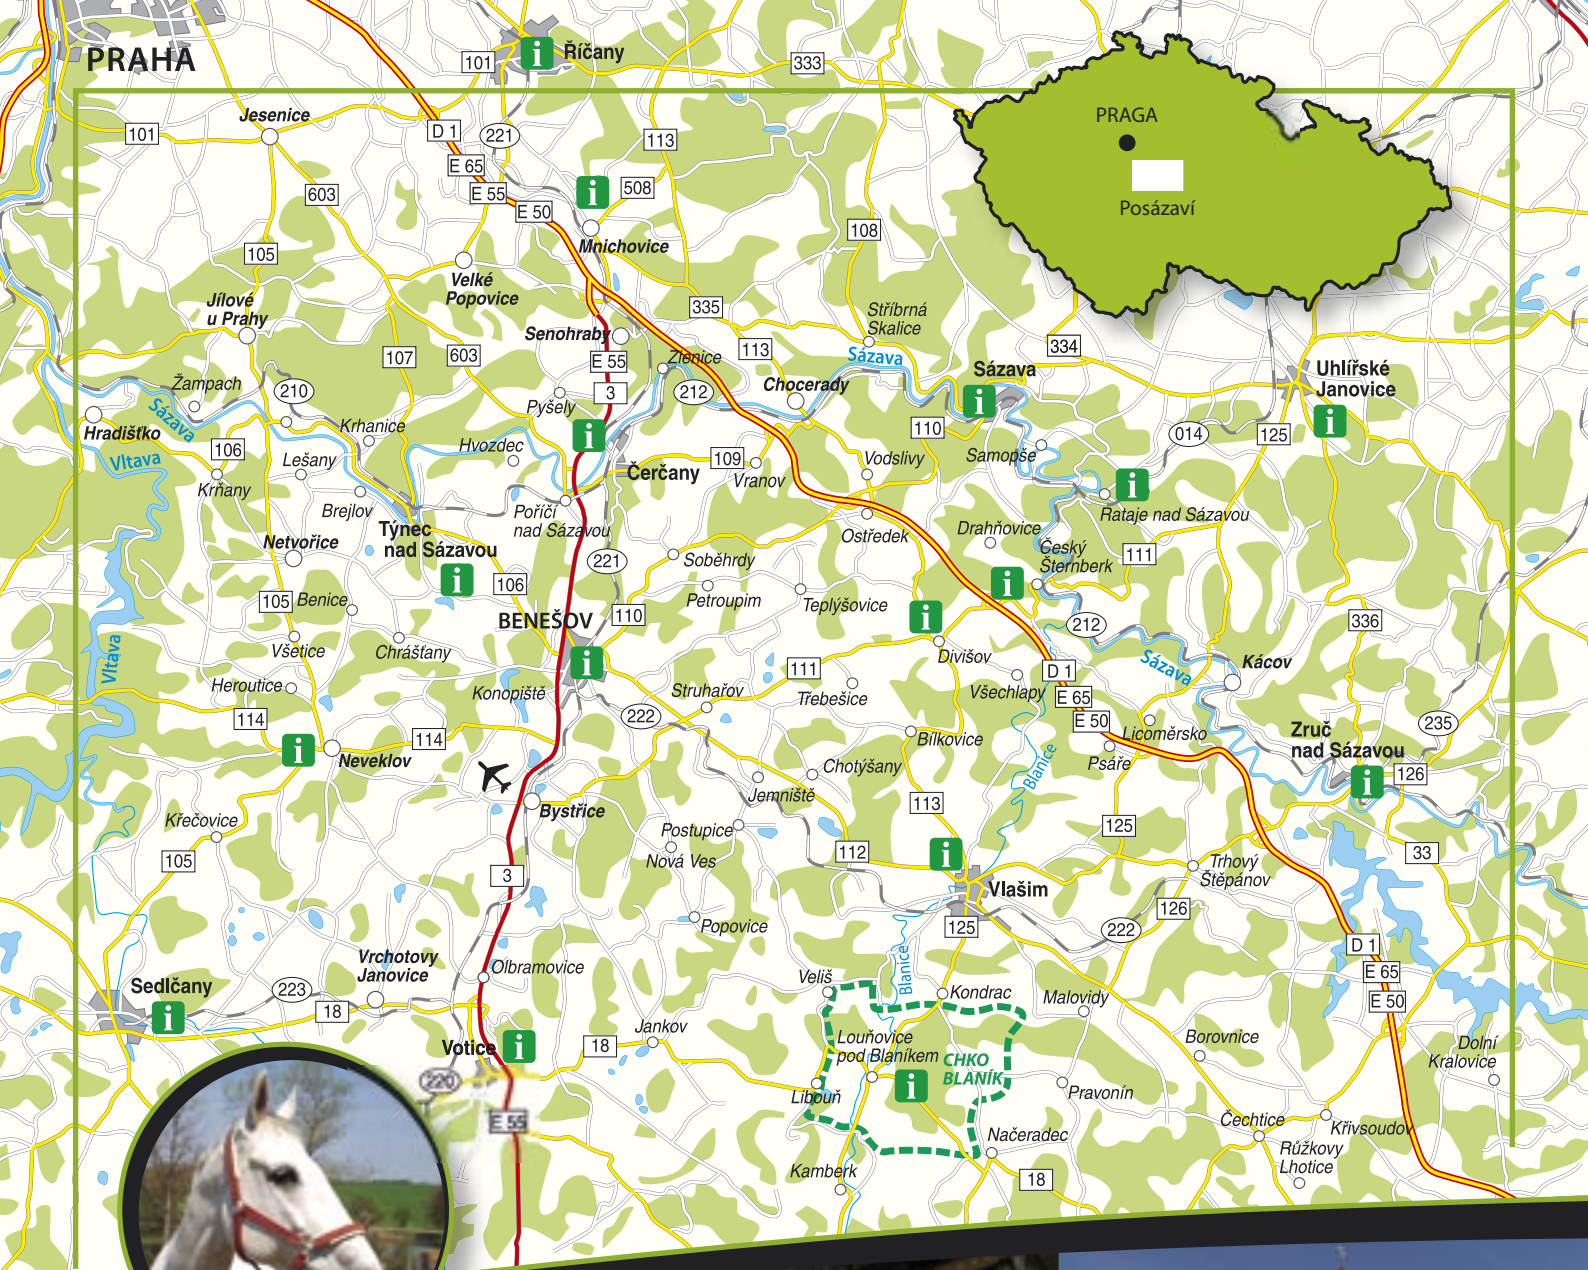 PRAHA
101
i
Říčany
333
PRAGA
Posázaví
Jesenice
101
D 1
221
113
E 65
603
E 55
i
508
E 50
108
Mnichovice
105
Velké
Popovice
Jílové
u Prahy
335
Stříbrná
Skalice
Senohraby
334
107
603
E 55
Zlenice
113
Sázava
Sázava
Uhlířské
Janovice
Žampach
210
3
212
Chocerady
i
Pyšely
Sázava
Hradišťko
Krhanice
i
110
014
125
i
Vltava
106
Lešany
Hvozdec
Čerčany
109
Vranov
Vodslivy
Samopše
Krňany
Brejlov
Poříčí
nad Sázavou
i
Rataje nad Sázavou
Týnec
nad Sázavou
Netvořice
Ostředek
Drahňovice
Český
Šternberk
111
i
106
221
Soběhrdy
i
105
Benice
Petroupim
Teplýšovice
110
BENEŠOV
i
212
336
Vltava
Všetice
Chrášťany
i
Divišov
Sázava
Kácov
Heroutice
Konopiště
Struhařov
111
Třebešice
Všechlapy
D 1
E 65
114
222
E 50
Licoměrsko
235
i
Neveklov
114
Bílkovice
Zruč
nad Sázavou
Psáře
Blanice
Chotýšany
i
126
Jemniště
Bystřice
113
Křečovice
Postupice
125
105
Nová Ves
112
i
33
3
Vlašim
Trhový
Štěpánov
126
Popovice
125
222
D 1
Vrchotovy
Janovice
Olbramovice
Blanice
E 65
Sedlčany
223
Veliš
Kondrac
Malovidy
E 50
i
18
Jankov
Louňovice
pod Blaníkem
CHKO
BLANÍK
Borovnice
Dolní
Kralovice
Votice
i
18
i
220
Libouň
Pravonín
E 55
Čechtice
Křivsoudov
Načeradec
Růžkovy
Lhotice
Kamberk
18